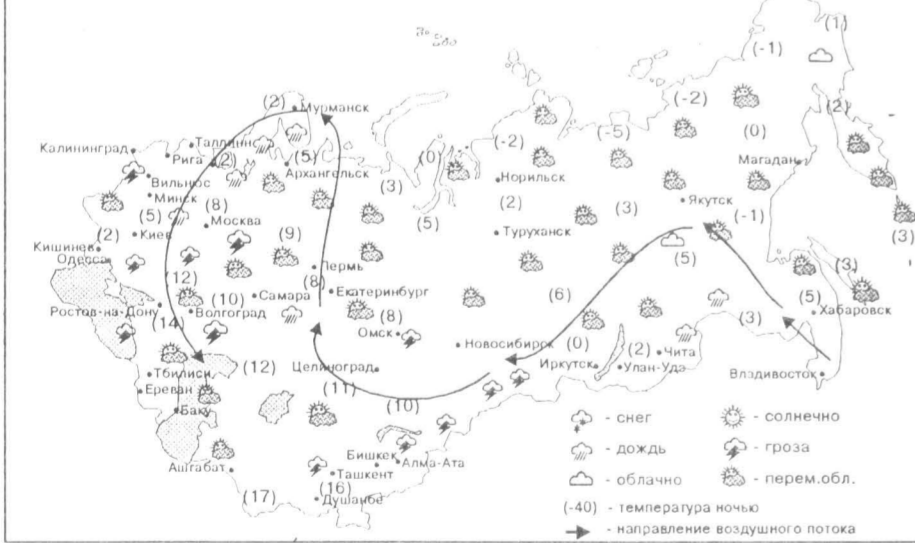 (1)
(-1)
(2) Мурманск
(-2)
(2)
Калининград Таллинн
(-2) (-5) (0)
Рига (2) (5) (0) Магадан
Архангельск
Вильнюс (3) Норильск
Минск
(8) (2) (3) Якутск
(5) Москва (5) (-1)
Киев (9) Туруханск (3)
(2)
Кишинев (5)
Одесса (3)
(12) Пермь
(8)
(10) Самара Екатеринбург (6) (5)
Ростов-на-Дону Волгоград (8) (3) Хабаровск
(14) Омск
Новосибирск (0) (2) Чита
(12) Целиноград Иркутск Улан-Удэ Владивосток
Тбилиси (11)
Ереван (10)
Баку
Бишкек Алма-Ата
Ашгабат Ташкент
(16)
(17) Душанбе
- снег - солнечно
- дождь - гроза
- облачно - перем.обл.
(-40) - температура ночью
- направление воздушного потока